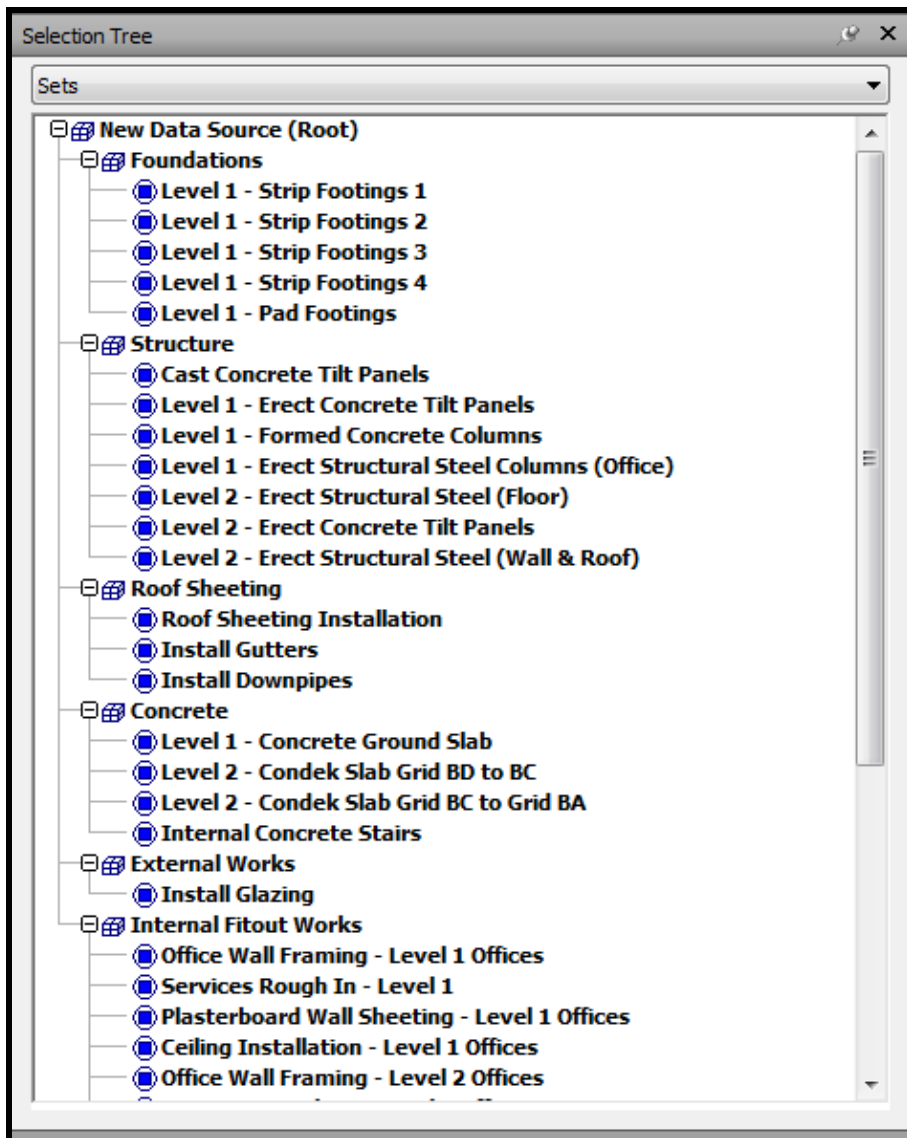 Selection Tree
Sets
New Data Source (Root)
Foundations
Level 1 - Strip Footings 1
Level 1 - Strip Footings 2
Level 1 - Strip Footings 3
Level 1 - Strip Footings 4
Level 1 - Pad Footings
Structure
Cast Concrete Tilt Panels
Level 1 - Erect Concrete Tilt Panels
Level 1 - Formed Concrete Columns
Level 1 - Erect Structural Steel Columns (Office)
Level 2 - Erect Structural Steel (Floor)
Level 2 - Erect Concrete Tilt Panels
Level 2 - Erect Structural Steel (Wall & Roof)
Roof Sheeting
Roof Sheeting Installation
Install Gutters
Install Downpipes
Concrete
Level 1 - Concrete Ground Slab
Level 2 - Condek Slab Grid BD to BC
Level 2 - Condek Slab Grid BC to Grid BA
Internal Concrete Stairs
External Works
Install Glazing
Internal Fitout Works
Office Wall Framing - Level 1 Offices
Services Rough In - Level 1
Plasterboard Wall Sheeting - Level 1 Offices
Ceiling Installation - Level 1 Offices
Office Wall Framing - Level 2 Offices